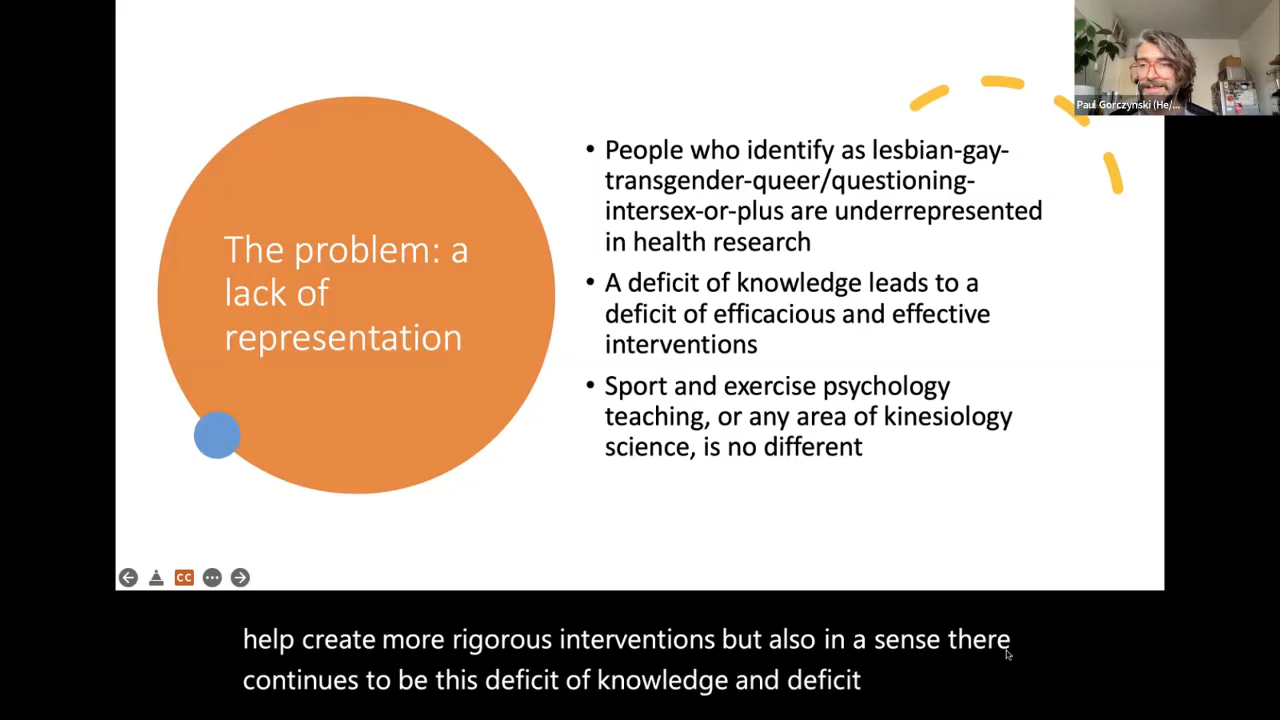 Paul Gorczynski (He/...
The problem: a
lack of
representation
• People who identify as lesbian-gay-
transgender-queer/questioning-
intersex-or-plus are underrepresented
in health research
• A deficit of knowledge leads to a
deficit of efficacious and effective
interventions
• Sport and exercise psychology
teaching, or any area of kinesiology
science, is no different
CC
help create more rigorous interventions but also in a sense there
continues to be this deficit of knowledge and deficit